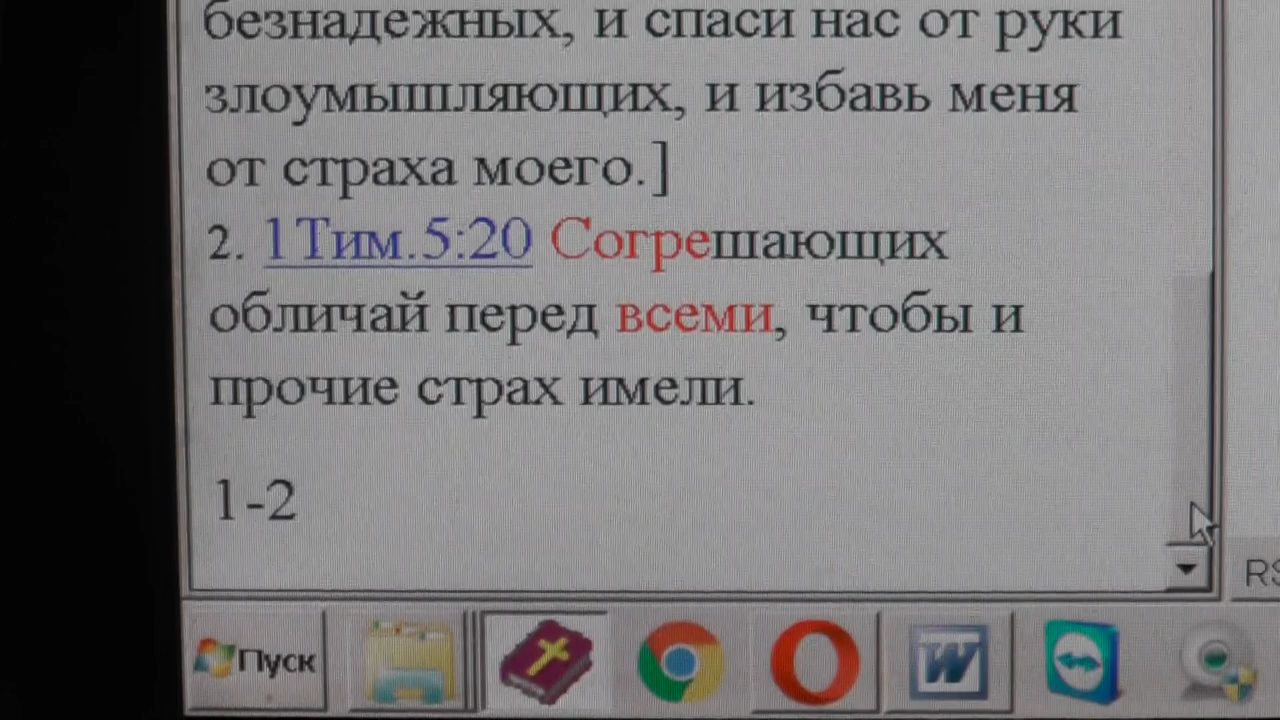 безнадежных, и спаси нас от руки
злоумышляющих, и избавь меня
от страха моего.]
2. 1Тим.5:20 Согрешающих
обличай перед всеми, чтобы и
прочие страх имели.
1-2
RS
Пуск
W